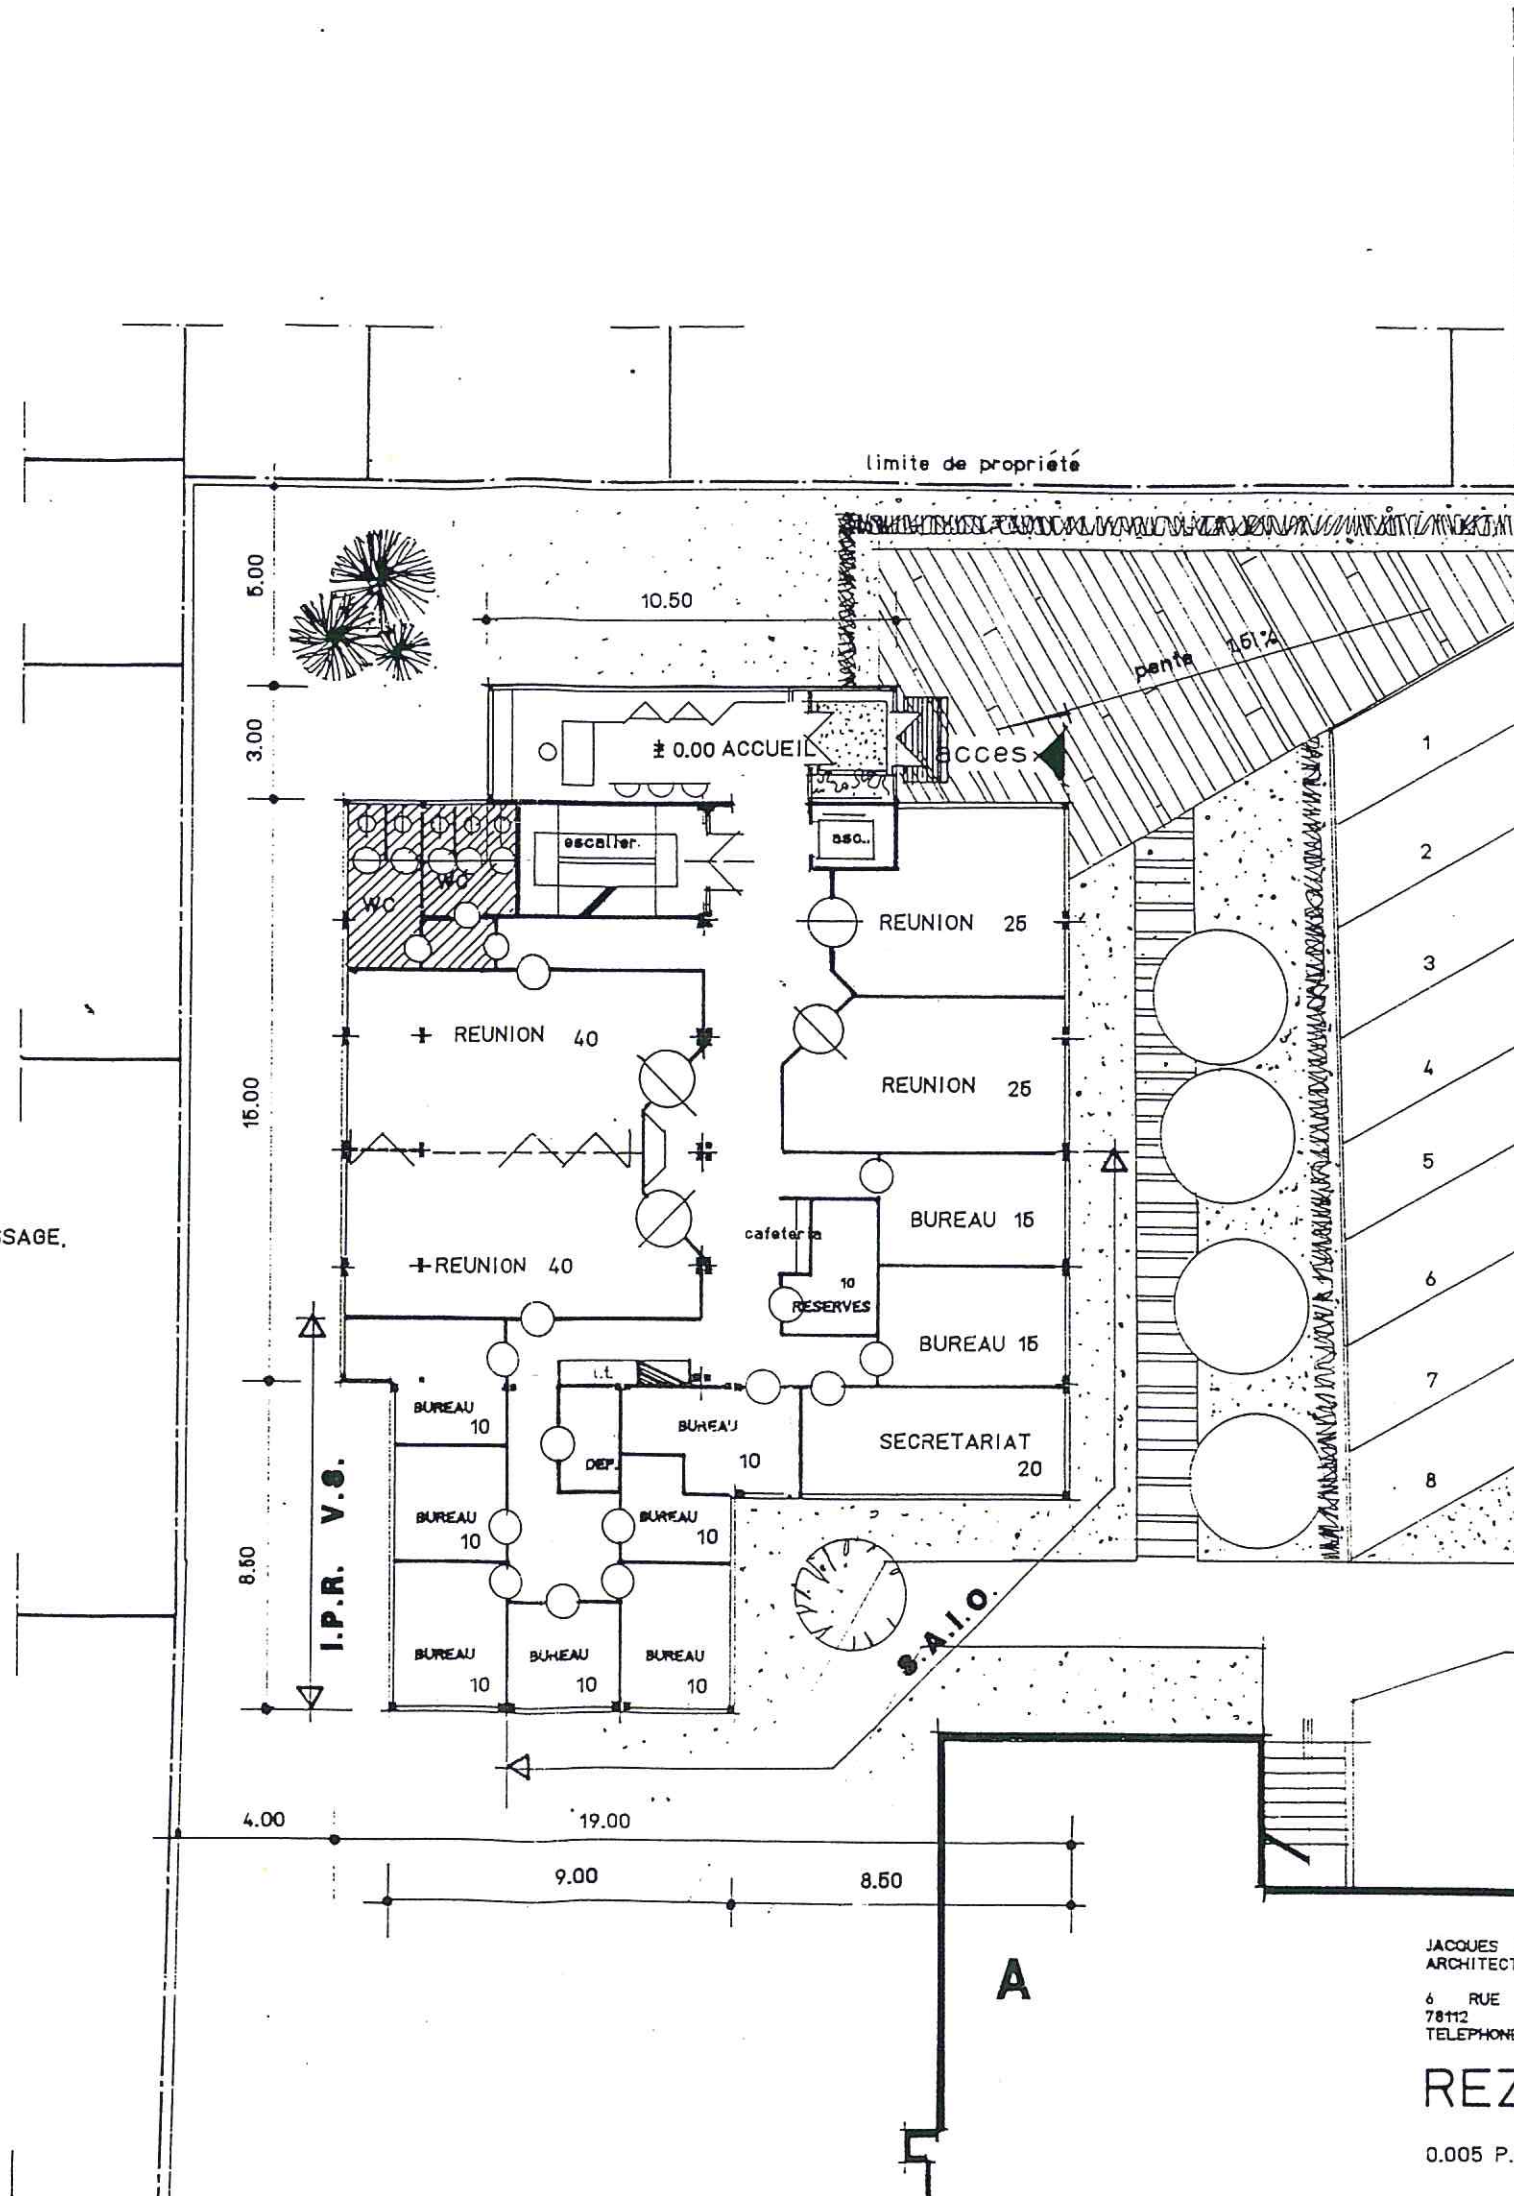 limite de propriété
5.00
10.50
pente 1.51%
3.00
± 0.00 ACCUEIL
acces
1
escalier
asc..
2
WC
WC
REUNION 25
3
REUNION 40
4
REUNION 25
15.00
5
BUREAU 15
SSAGE,
cafeteria
REUNION 40
10
RESERVES
6
BUREAU 15
i.t.
7
BUREAU
10
BUREAU
10
SECRETARIAT
20
DEP.
8
I.P.R. V.S.
BUREAU
10
BUREAU
10
8.50
S.A.I.O.
BUREAU
10
BUREAU
10
BUREAU
10
4.00
19.00
9.00
8.50
A
JACQUES
ARCHITECT
6 RUE
78112
TELEPHONE
REZ
0.005 P.